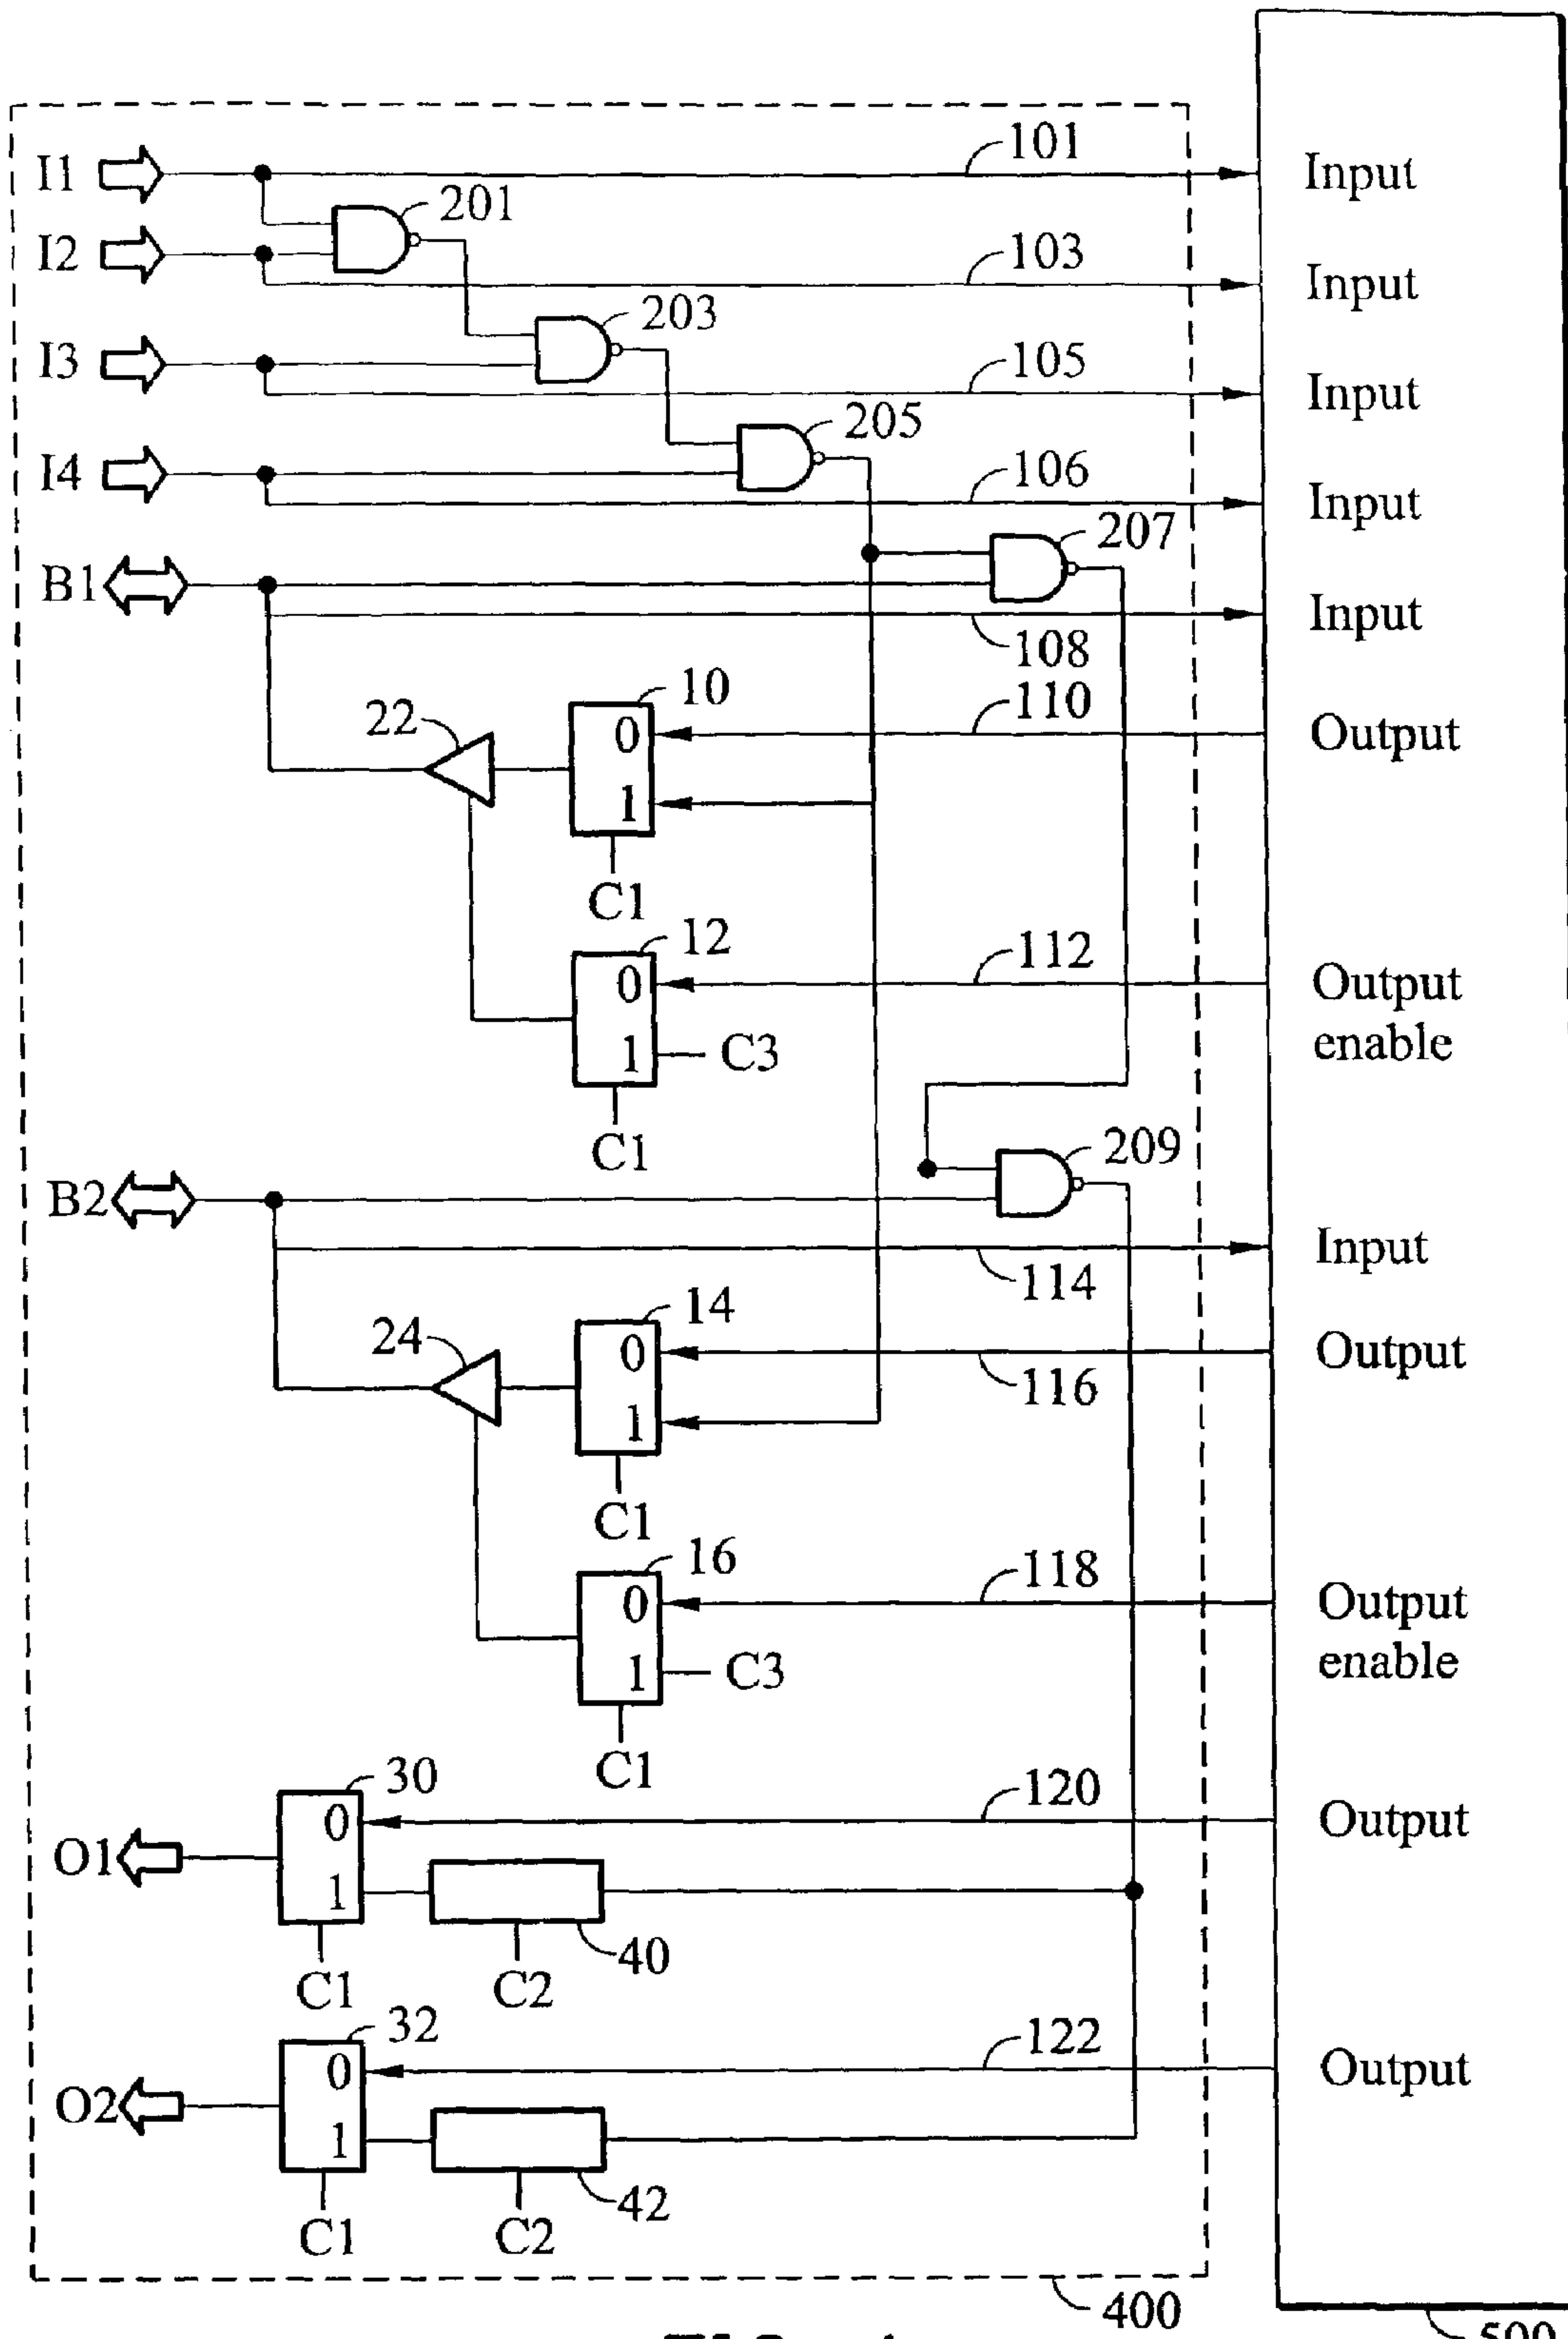 I1
101
Input
201
I2
103
Input
203
I3
105
Input
205
I4
106
Input
207
B1
108
Input
10
110
22
0
Output
1
C1
12
112
0
Output
enable
1
C3
C1
209
B2
114
Input
14
24
0
116
Output
1
C1
16
118
0
Output
enable
1
C3
C1
30
120
0
Output
O1
1
40
C1
C2
32
122
0
Output
O2
1
42
C1
C2
400